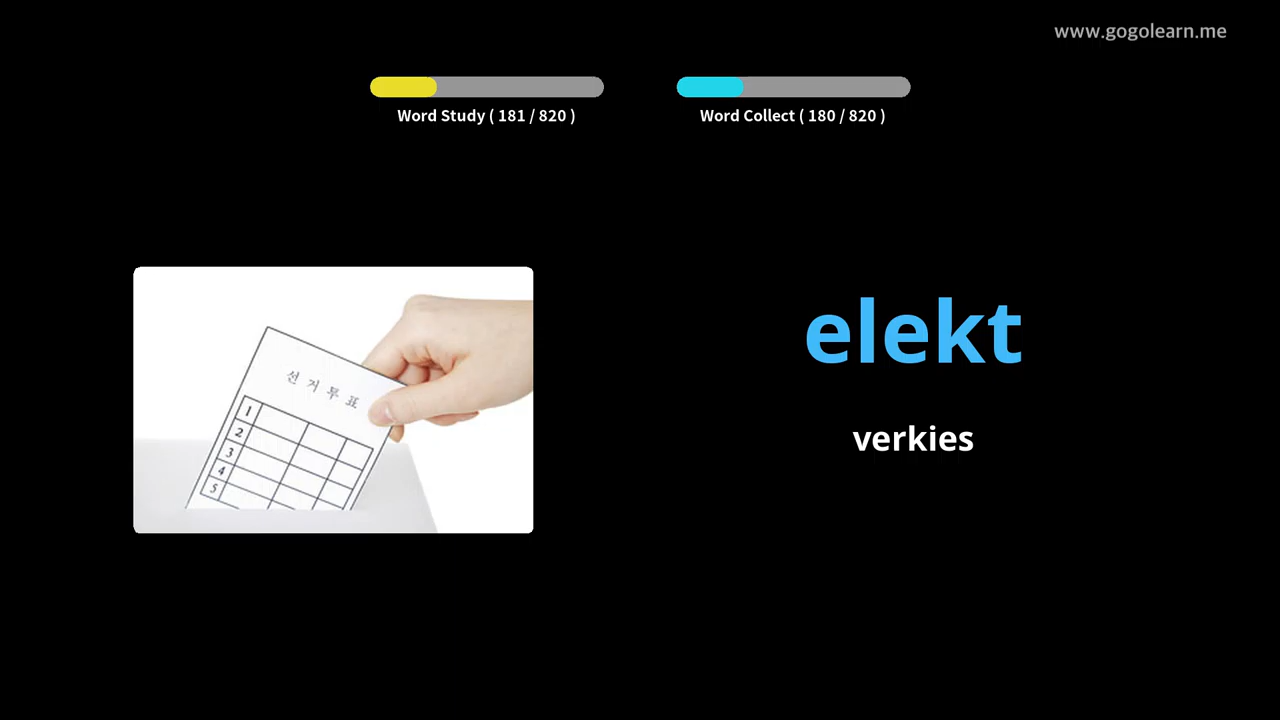 www.gogolearn.me
Word Study ( 181 / 820 )
Word Collect ( 180 / 820 )
선 거 투 표
1
2
3
4
5
elekt
verkies